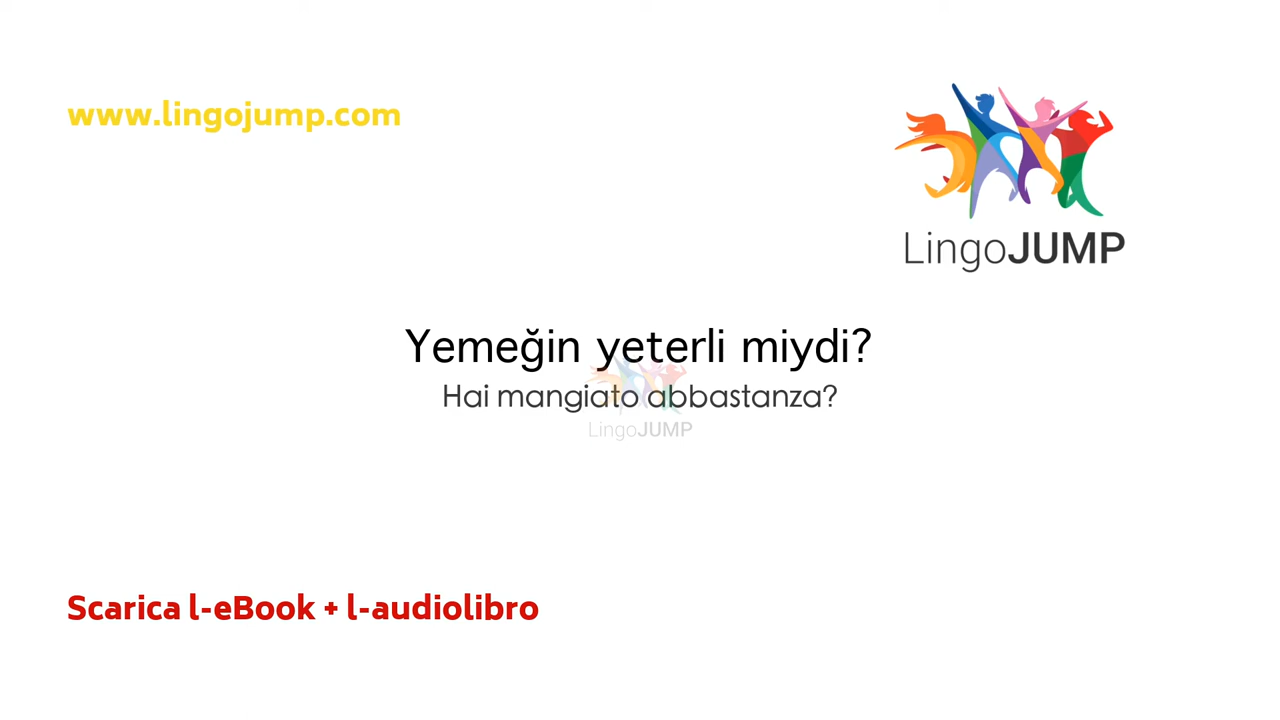 www.lingojump.com
LingoJUMP
Yemeğin yeterli miydi?
Hai mangiato abbastanza?
LingoJUMP
Scarica l-eBook + l-audiolibro